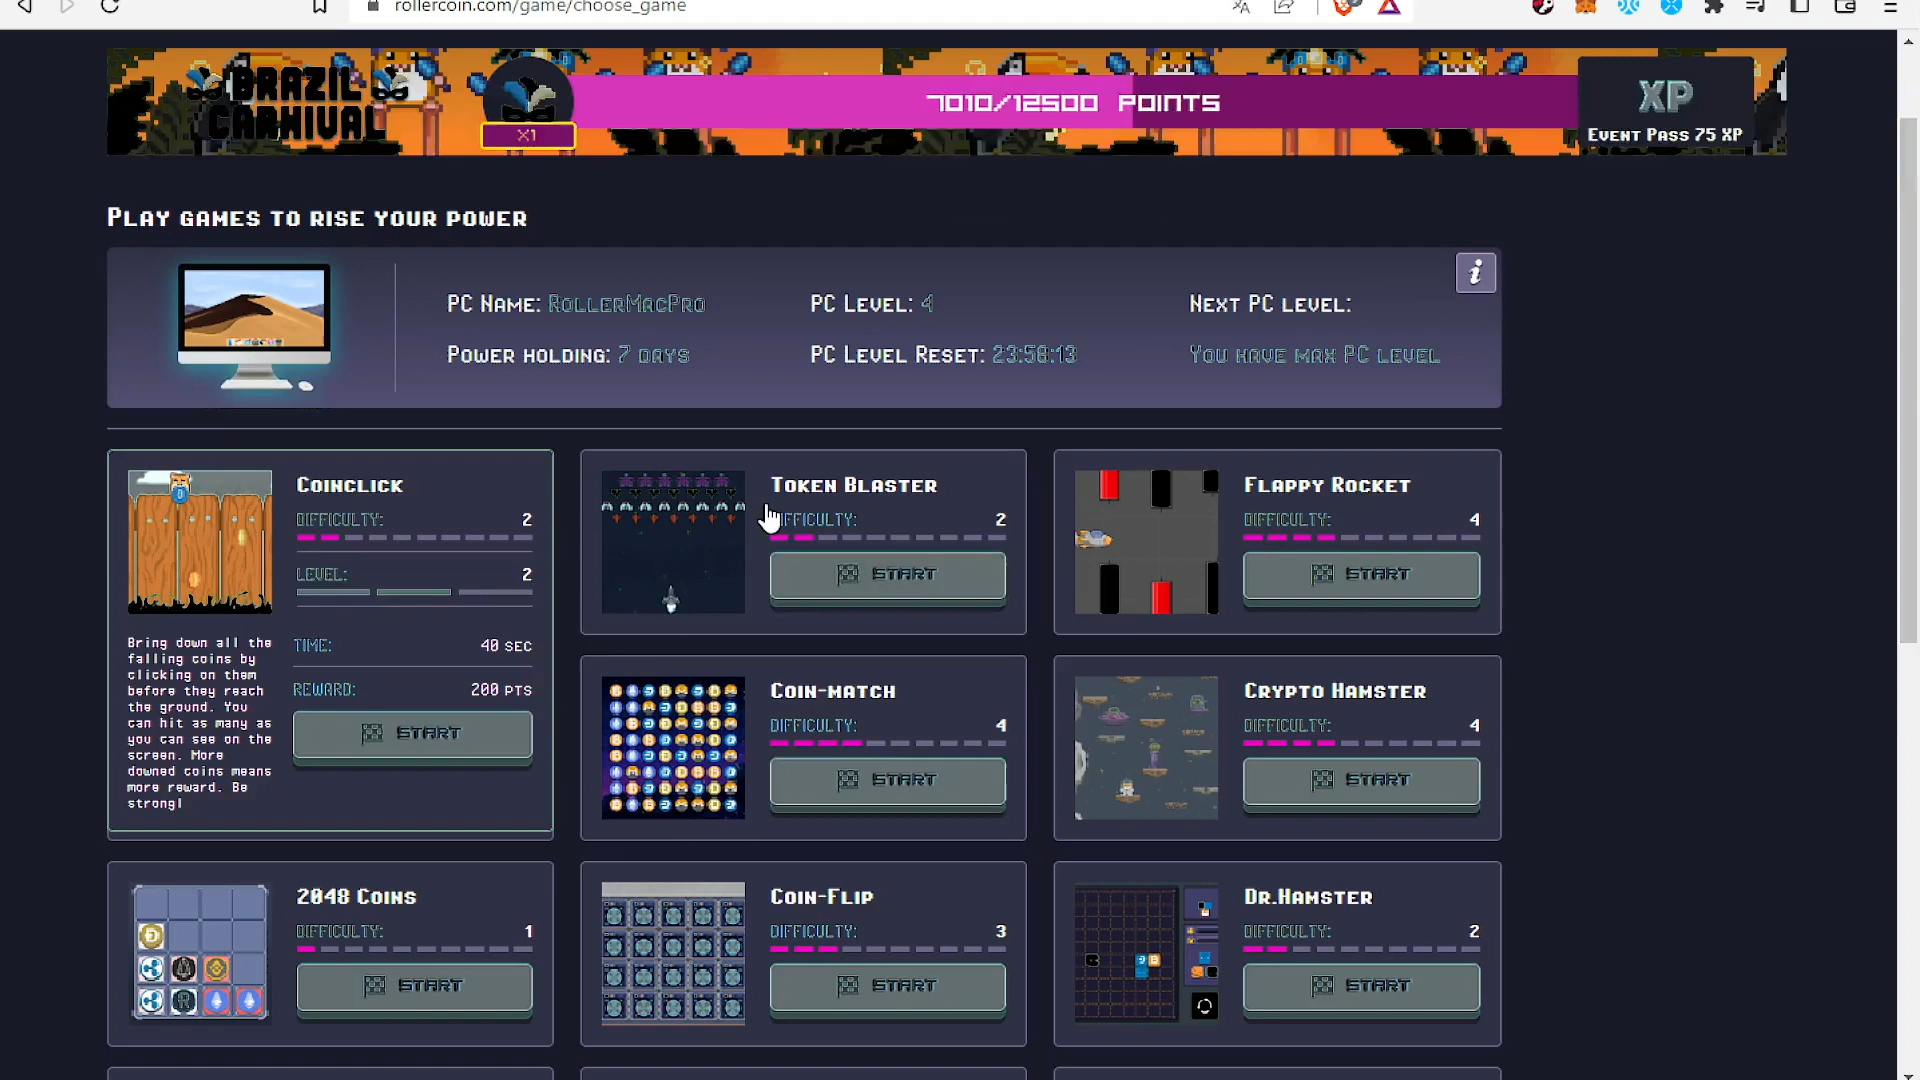 rollercoin.com/game/choose_game
BRAZIL
CARNIVAL
X1
7010/12500 POINTS
XP
EVENT PASS 75 XP
PLAY GAMES TO RISE YOUR POWER
PC NAME: ROLLERMACPRO
PC LEVEL: 4
NEXT PC LEVEL:
POWER HOLDING: 7 DAYS
PC LEVEL RESET: 23:58:13
YOU HAVE MAX PC LEVEL
COINCLICK
DIFFICULTY: 2
LEVEL: 2
Bring down all the
falling coins by
clicking on them
before they reach
the ground. You
can hit as many as
you can see on the
screen. More
downed coins means
more reward. Be
strong!
TIME: 40 SEC
REWARD: 200 PTS
START
TOKEN BLASTER
DIFFICULTY: 2
START
FLAPPY ROCKET
DIFFICULTY: 4
START
COIN-MATCH
DIFFICULTY: 4
START
CRYPTO HAMSTER
DIFFICULTY: 4
START
2048 COINS
DIFFICULTY: 1
START
COIN-FLIP
DIFFICULTY: 3
START
DR.HAMSTER
DIFFICULTY: 2
START